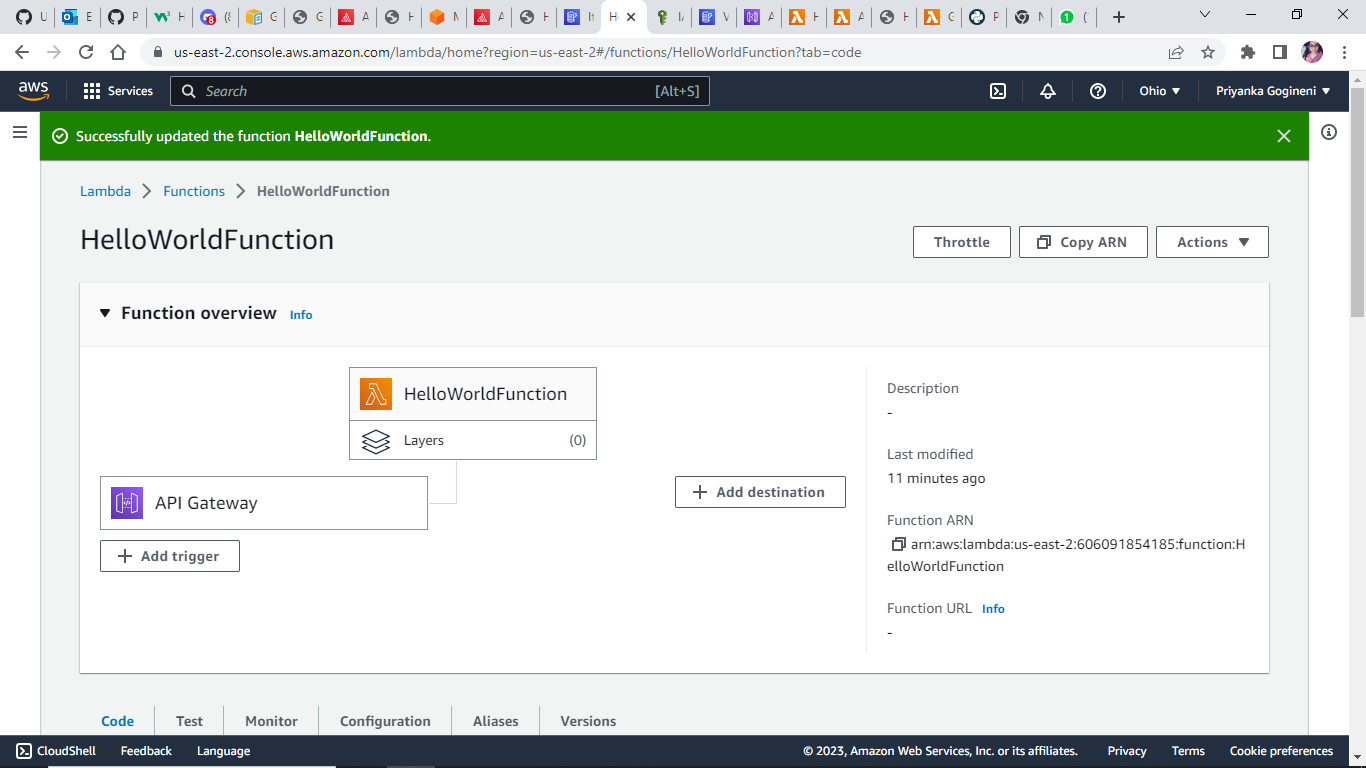 us-east-2.console.aws.amazon.com/lambda/home?region=us-east-2#/functions/HelloWorldFunction?tab=code
aws Services Search [Alt+S] Ohio Priyanka Gogineni
Successfully updated the function HelloWorldFunction.
Lambda Functions HelloWorldFunction
HelloWorldFunction
Throttle Copy ARN Actions
Function overview Info
HelloWorldFunction
Layers (0)
API Gateway
Add trigger
Add destination
Description
-
Last modified
11 minutes ago
Function ARN
arn:aws:lambda:us-east-2:606091854185:function:H
elloWorldFunction
Function URL Info
-
Code Test Monitor Configuration Aliases Versions
CloudShell Feedback Language © 2023, Amazon Web Services, Inc. or its affiliates. Privacy Terms Cookie preferences